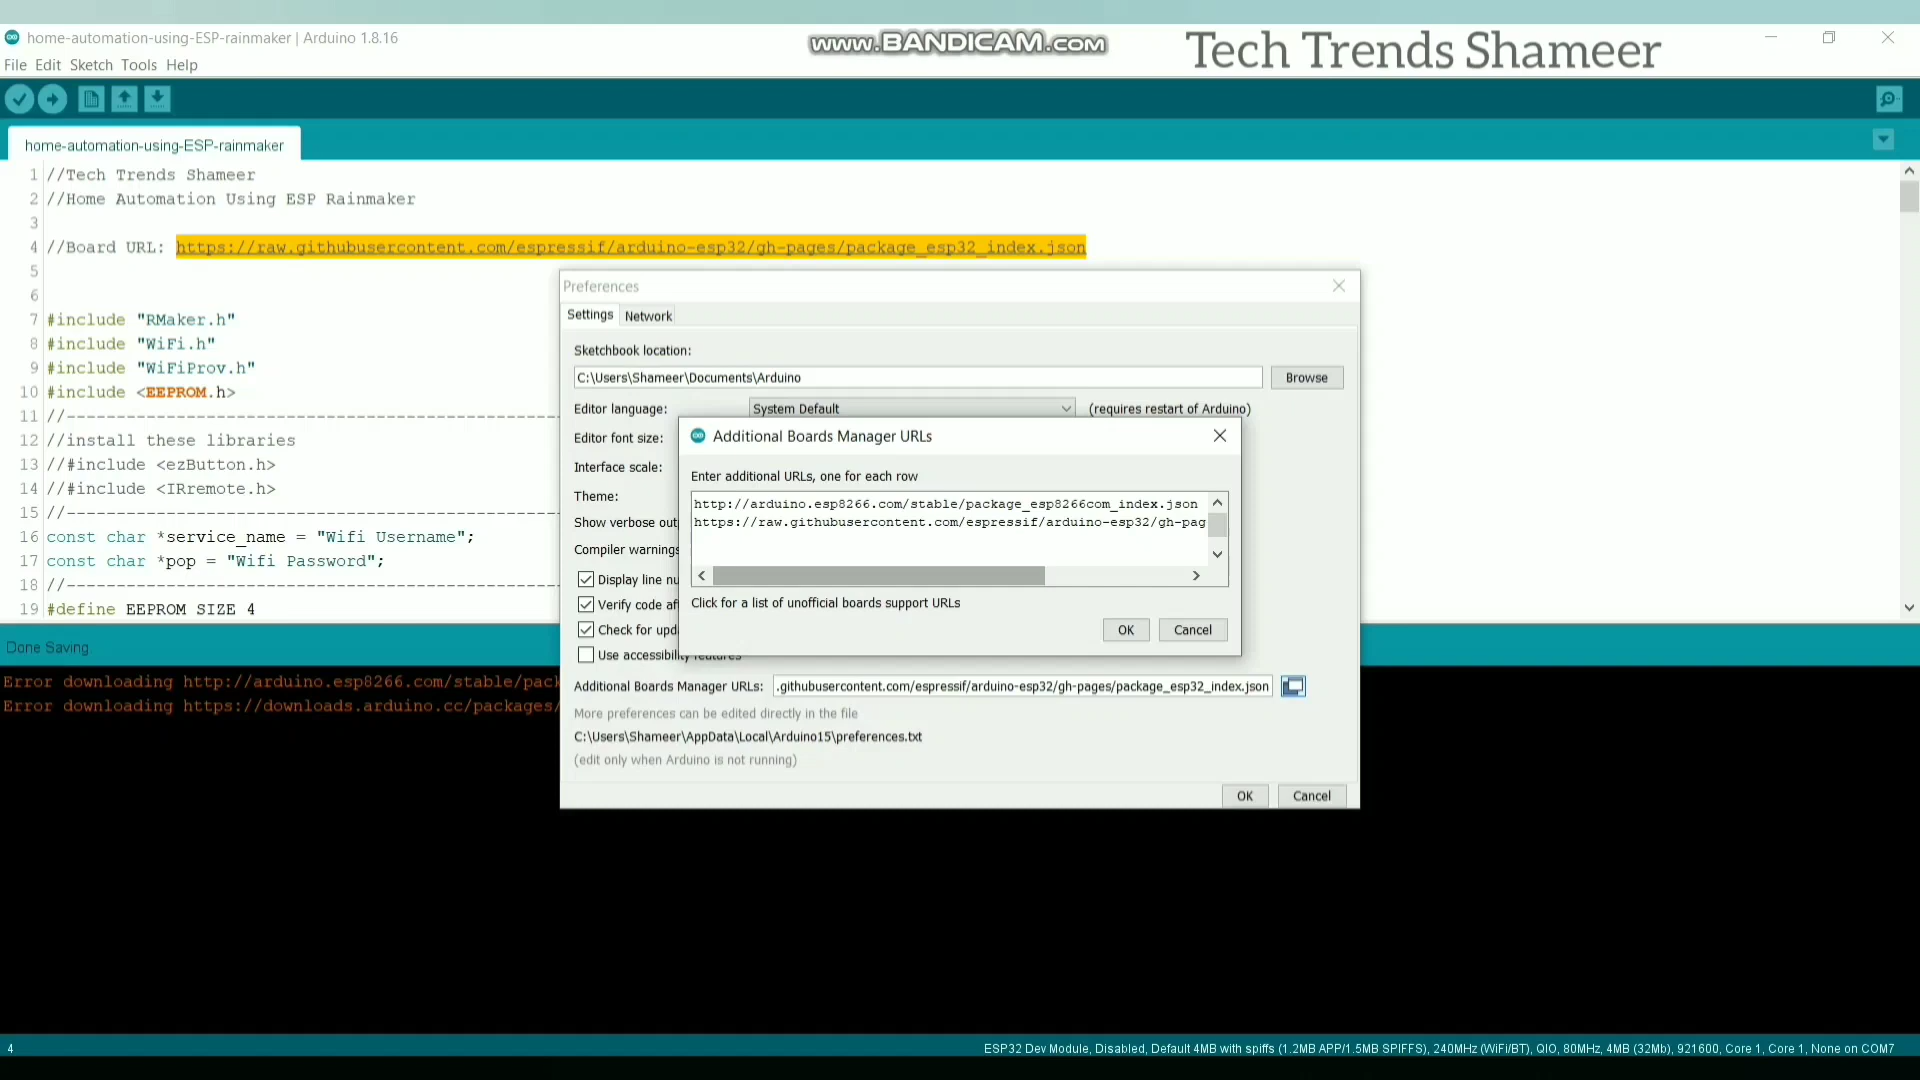 home-automation-using-ESP-rainmaker | Arduino 1.8.16
www.BANDICAM.com
Tech Trends Shameer
File Edit Sketch Tools Help
home-automation-using-ESP-rainmaker
1 //Tech Trends Shameer
2 //Home Automation Using ESP Rainmaker
3
4 //Board URL: https://raw.githubusercontent.com/espressif/arduino-esp32/gh-pages/package_esp32_index.json
5
6
7 #include "RMaker.h"
8 #include "WiFi.h"
9 #include "WiFiProv.h"
10 #include <EEPROM.h>
11 //------------------------------------------------------
12 //install these libraries
13 //#include <ezButton.h>
14 //#include <IRremote.h>
15 //------------------------------------------------------
16 const char *service_name = "Wifi Username";
17 const char *pop = "Wifi Password";
18 //------------------------------------------------------
19 #define EEPROM SIZE 4
Preferences
Settings Network
Sketchbook location:
C:\Users\Shameer\Documents\Arduino
Browse
Editor language: System Default (requires restart of Arduino)
Editor font size:
Interface scale:
Theme:
Show verbose out
Compiler warnings
Display line nu
Verify code af
Check for upd
Use accessibility features
Additional Boards Manager URLs
Enter additional URLs, one for each row
http://arduino.esp8266.com/stable/package_esp8266com_index.json
https://raw.githubusercontent.com/espressif/arduino-esp32/gh-pag
Click for a list of unofficial boards support URLs
OK Cancel
Additional Boards Manager URLs: .githubusercontent.com/espressif/arduino-esp32/gh-pages/package_esp32_index.json
More preferences can be edited directly in the file
C:\Users\Shameer\AppData\Local\Arduino15\preferences.txt
(edit only when Arduino is not running)
OK Cancel
Done Saving.
Error downloading http://arduino.esp8266.com/stable/pack
Error downloading https://downloads.arduino.cc/packages/
4
ESP32 Dev Module, Disabled, Default 4MB with spiffs (1.2MB APP/1.5MB SPIFFS), 240MHz (WiFi/BT), QIO, 80MHz, 4MB (32Mb), 921600, Core 1, Core 1, None on COM7